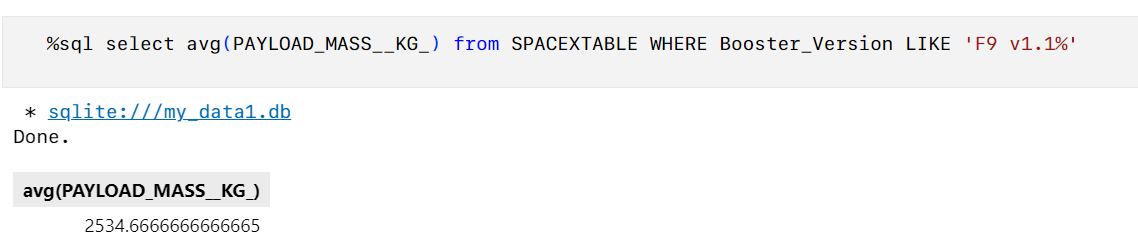 %sql select avg(PAYLOAD_MASS__KG_) from SPACEXTABLE WHERE Booster_Version LIKE 'F9 v1.1%'
* sqlite:///my_data1.db
Done.
avg(PAYLOAD_MASS__KG_)
2534.6666666666665